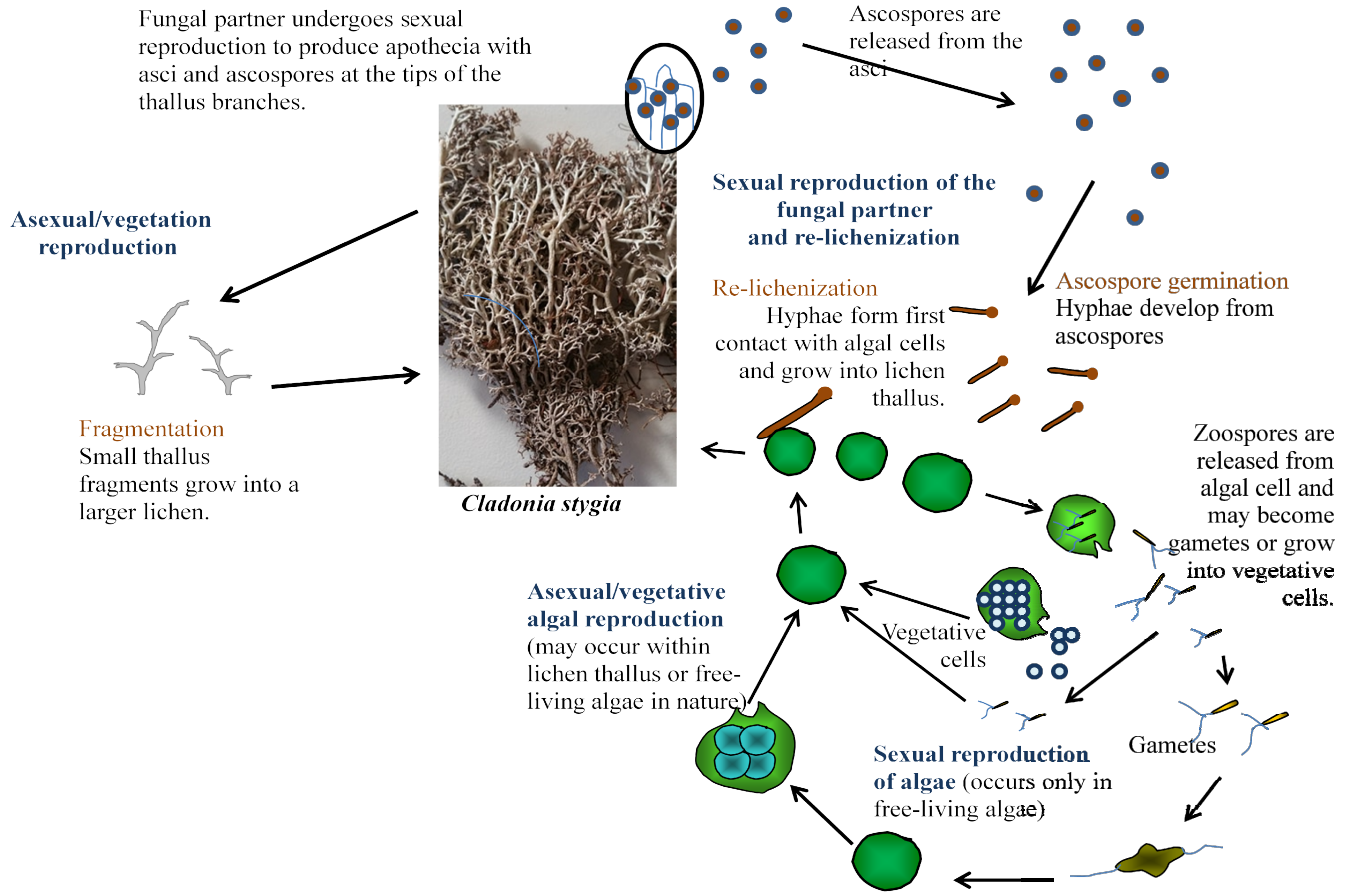 Fungal partner undergoes sexual
reproduction to produce apothecia with
asci and ascospores at the tips of the
thallus branches.
Ascospores are
released from the
asci
Asexual/vegetation
reproduction
Sexual reproduction of the
fungal partner
and re-lichenization
Re-lichenization
Hyphae form first
contact with algal cells
and grow into lichen
thallus.
Ascospore germination
Hyphae develop from
ascospores
Fragmentation
Small thallus
fragments grow into a
larger lichen.
Cladonia stygia
Zoospores are
released from
algal cell and
may become
gametes or grow
into vegetative
cells.
Asexual/vegetative
algal reproduction
(may occur within
lichen thallus or free-
living algae in nature)
Vegetative
cells
Gametes
Sexual reproduction
of algae (occurs only in
free-living algae)